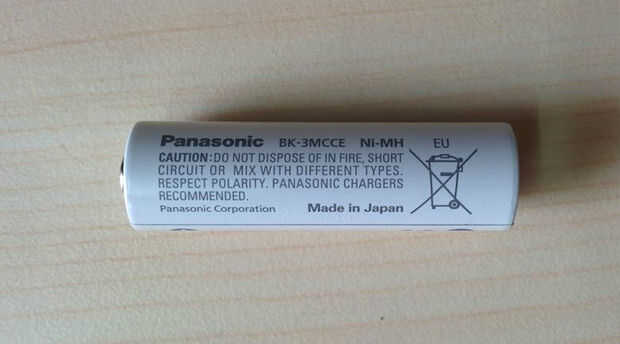 Panasonic BK-3MCCE Ni-MH EU
CAUTION: DO NOT DISPOSE OF IN FIRE, SHORT
CIRCUIT OR MIX WITH DIFFERENT TYPES.
RESPECT POLARITY. PANASONIC CHARGERS
RECOMMENDED.
Panasonic Corporation Made in Japan